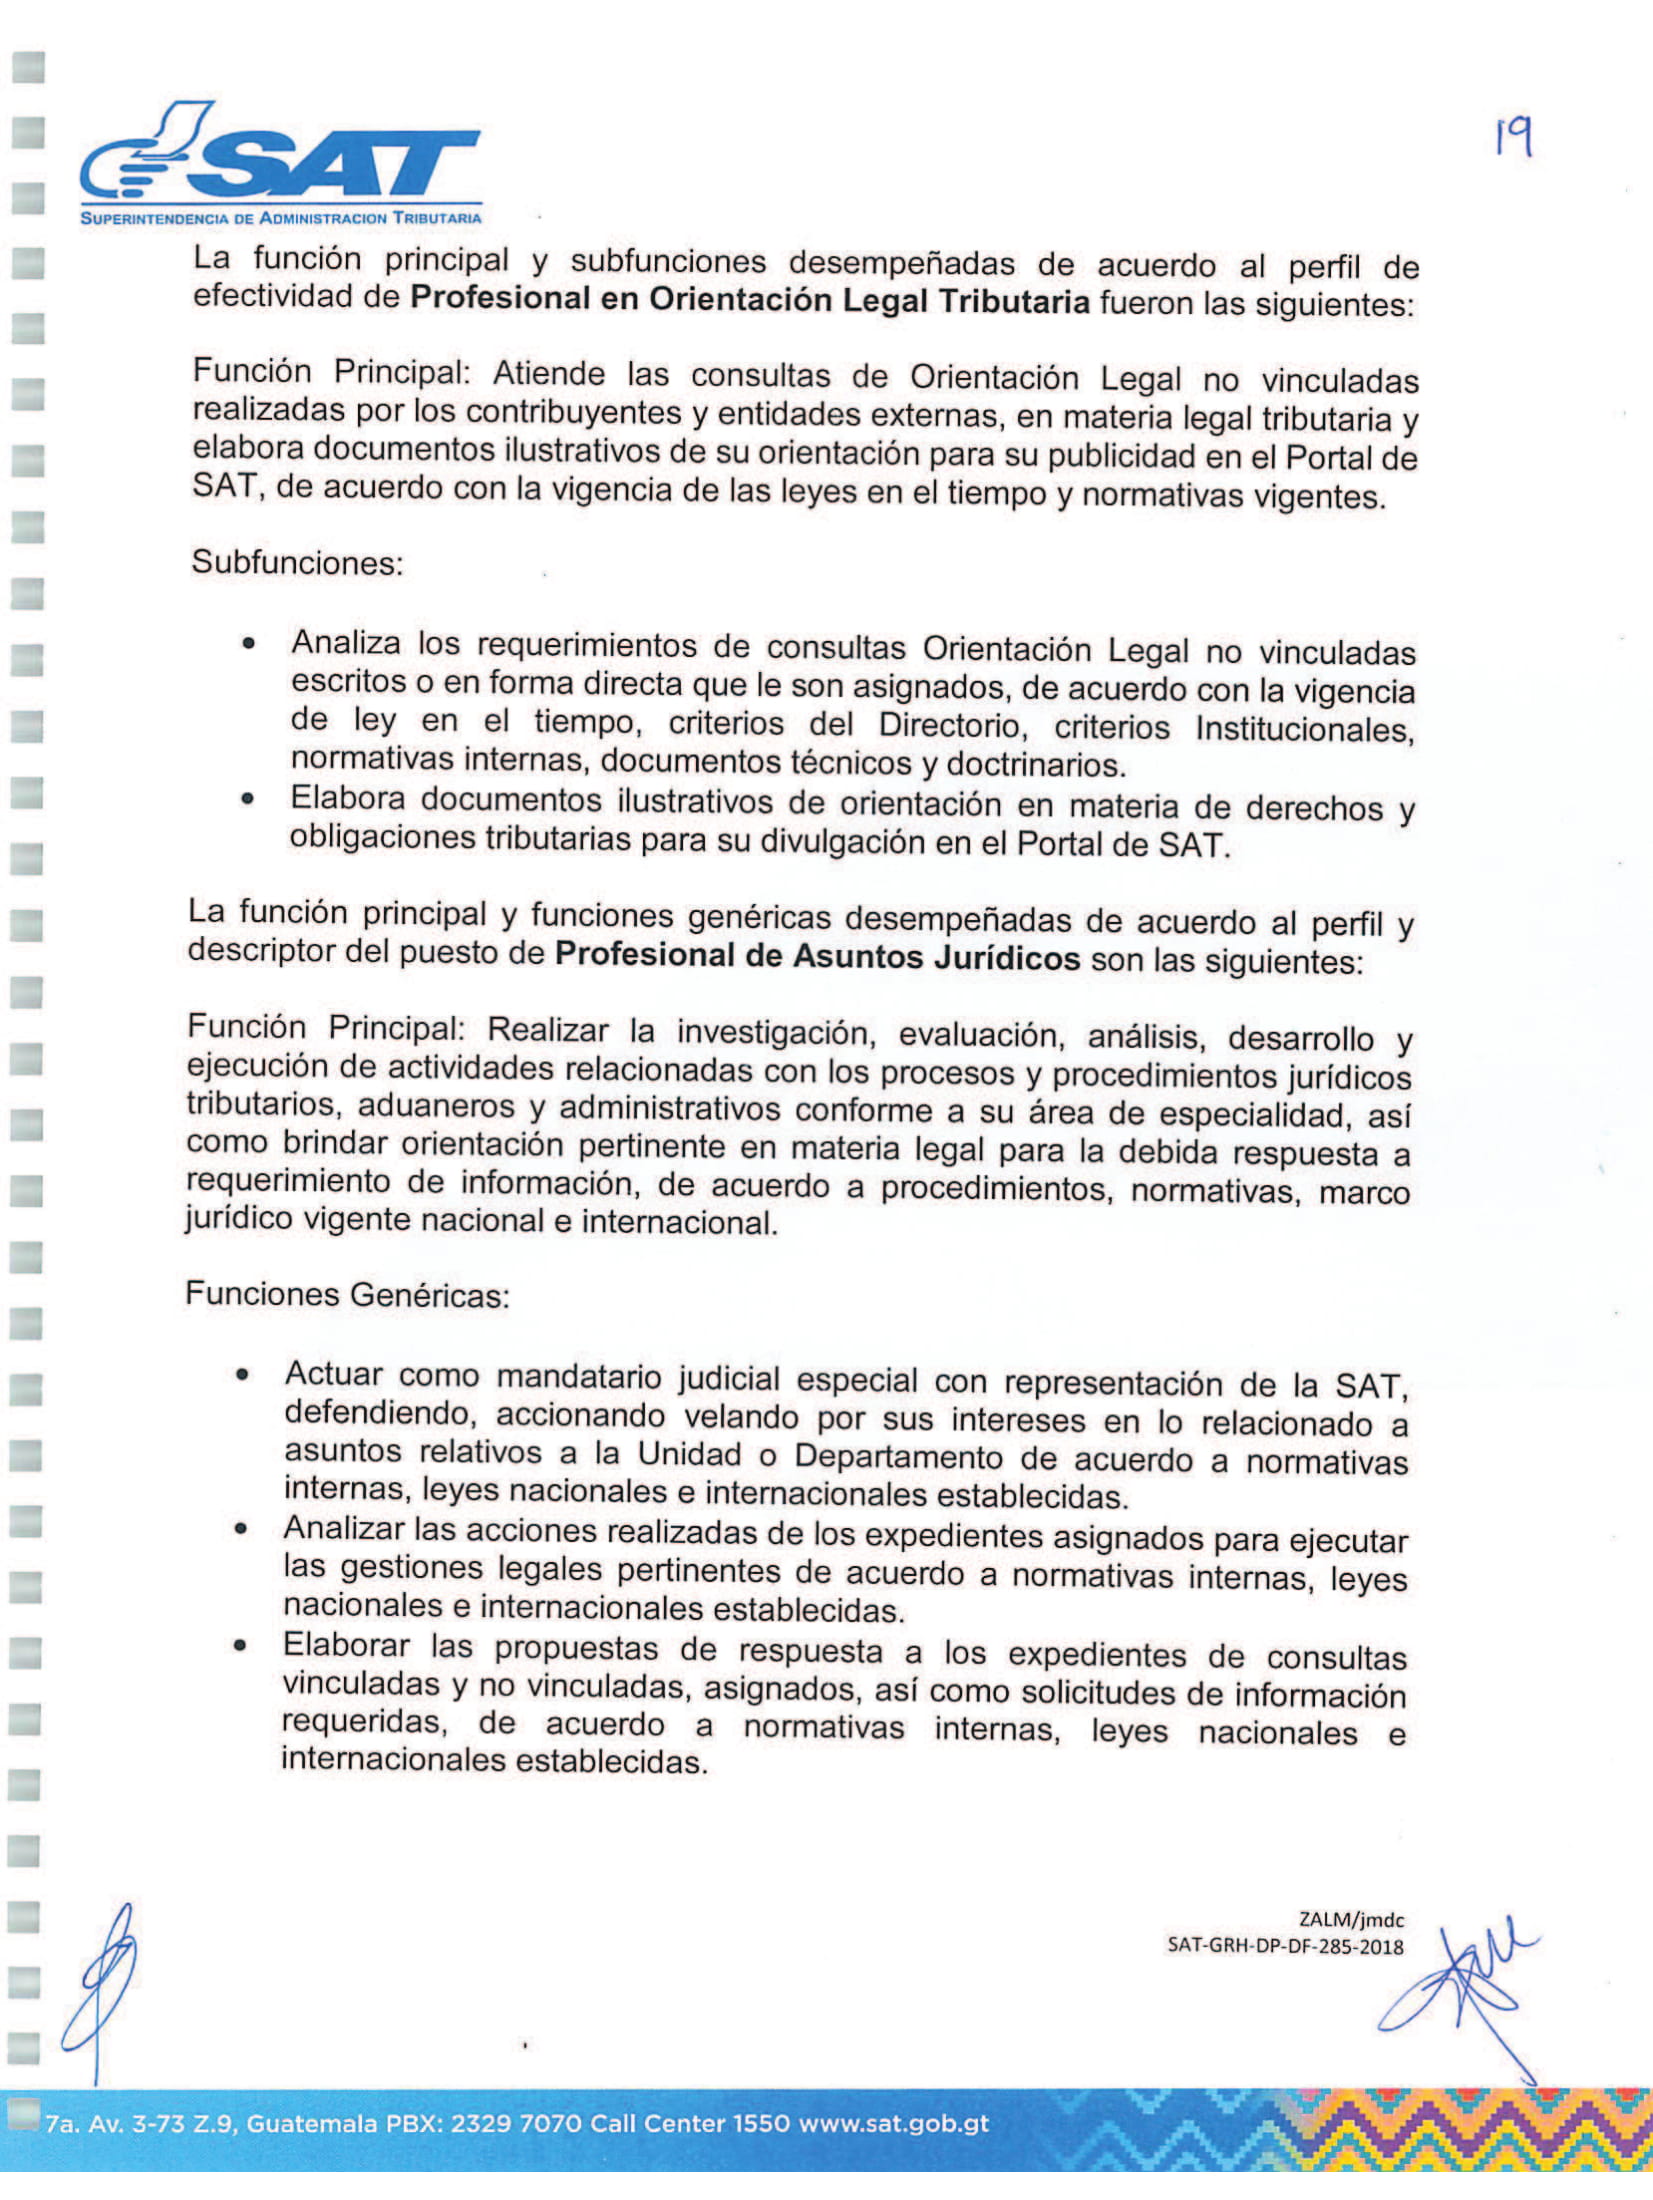 19
SAT
SUPERINTENDENCIA DE ADMINISTRACION TRIBUTARIA
La función principal y subfunciones desempeñadas de acuerdo al perfil de
efectividad de Profesional en Orientación Legal Tributaria fueron las siguientes:
Función Principal: Atiende las consultas de Orientación Legal no vinculadas
realizadas por los contribuyentes y entidades externas, en materia legal tributaria y
elabora documentos ilustrativos de su orientación para su publicidad en el Portal de
SAT, de acuerdo con la vigencia de las leyes en el tiempo y normativas vigentes.
Subfunciones:
• Analiza los requerimientos de consultas Orientación Legal no vinculadas
escritos o en forma directa que le son asignados, de acuerdo con la vigencia
de ley en el tiempo, criterios del Directorio, criterios Institucionales,
normativas internas, documentos técnicos y doctrinarios.
• Elabora documentos ilustrativos de orientación en materia de derechos y
obligaciones tributarias para su divulgación en el Portal de SAT.
La función principal y funciones genéricas desempeñadas de acuerdo al perfil y
descriptor del puesto de Profesional de Asuntos Jurídicos son las siguientes:
Función Principal: Realizar la investigación, evaluación, análisis, desarrollo y
ejecución de actividades relacionadas con los procesos y procedimientos jurídicos
tributarios, aduaneros y administrativos conforme a su área de especialidad, así
como brindar orientación pertinente en materia legal para la debida respuesta a
requerimiento de información, de acuerdo a procedimientos, normativas, marco
jurídico vigente nacional e internacional.
Funciones Genéricas:
• Actuar como mandatario judicial especial con representación de la SAT,
defendiendo, accionando velando por sus intereses en lo relacionado a
asuntos relativos a la Unidad o Departamento de acuerdo a normativas
internas, leyes nacionales e internacionales establecidas.
• Analizar las acciones realizadas de los expedientes asignados para ejecutar
las gestiones legales pertinentes de acuerdo a normativas internas, leyes
nacionales e internacionales establecidas.
• Elaborar las propuestas de respuesta a los expedientes de consultas
vinculadas y no vinculadas, asignados, así como solicitudes de información
requeridas, de acuerdo a normativas internas, leyes nacionales e
internacionales establecidas.
ZALM/jmdc
SAT-GRH-DP-DF-285-2018
7a. Av. 3-73 Z.9, Guatemala PBX: 2329 7070 Call Center 1550 www.sat.gob.gt